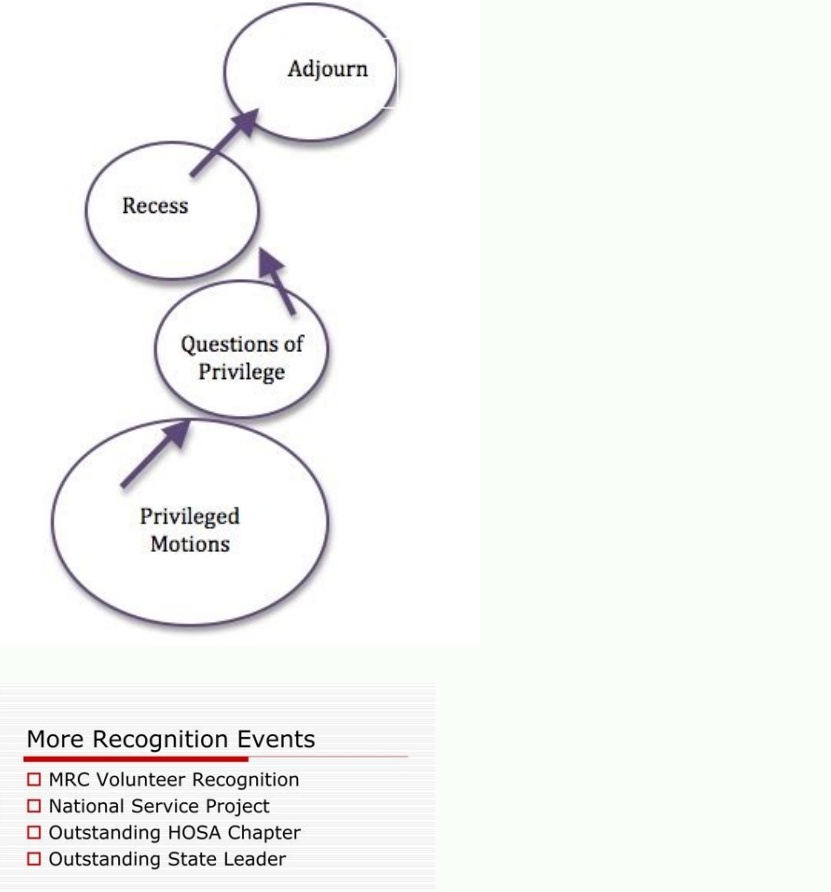 Adjourn
Recess
Questions of
Privilege
Privileged
Motions
More Recognition Events
MRC Volunteer Recognition
National Service Project
Outstanding HOSA Chapter
Outstanding State Leader